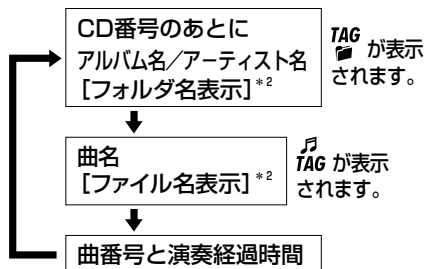 CD番号のあとに
アルバム名／アーティスト名
［フォルダ名表示］*2
TAG
が表示
されます。
曲名
［ファイル名表示］*2
TAG が表示
されます。
曲番号と演奏経過時間